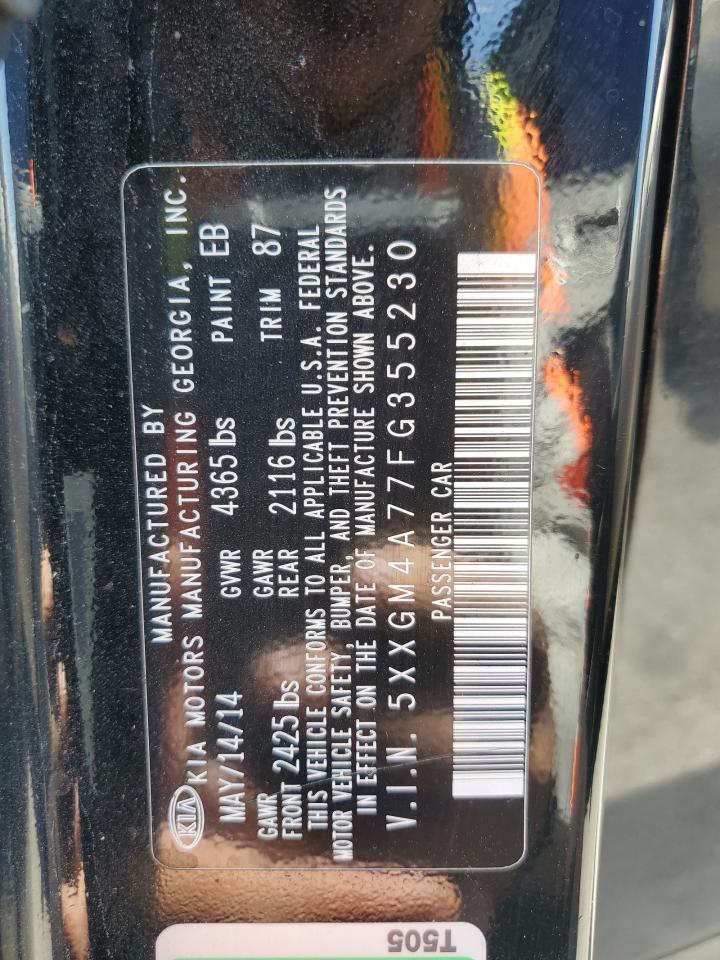 MANUFACTURED BY
KIA KIA MOTORS MANUFACTURING GEORGIA, INC.
MAY/14/14 GVWR 4365 lbs PAINT EB
GAWR FRONT 2425 lbs GAWR REAR 2116 lbs TRIM 87
THIS VEHICLE CONFORMS TO ALL APPLICABLE U.S.A. FEDERAL
MOTOR VEHICLE SAFETY, BUMPER, AND THEFT PREVENTION STANDARDS
IN EFFECT ON THE DATE OF MANUFACTURE SHOWN ABOVE.
V.I.N. 5XXGM4A77FG355230
PASSENGER CAR
T505